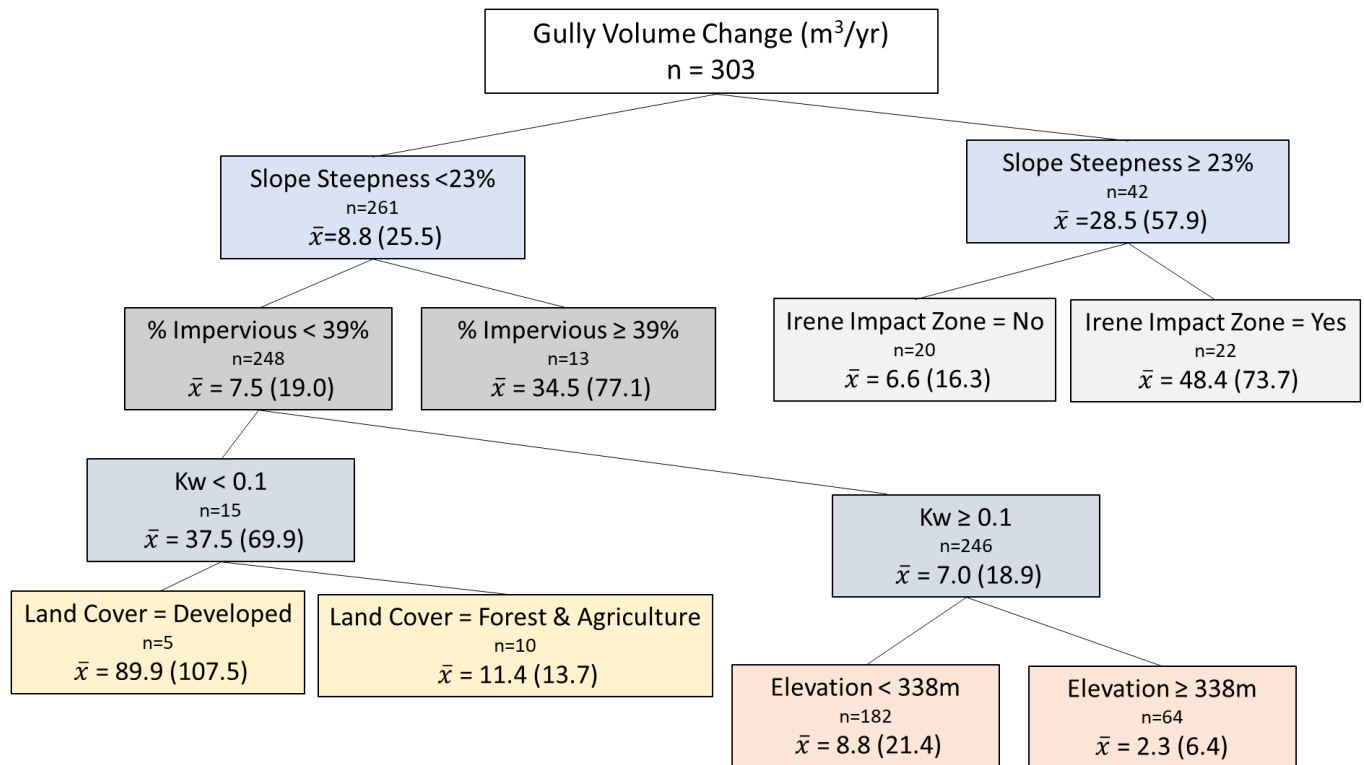 Gully Volume Change (m³/yr)
n = 303
Slope Steepness <23%
n=261
x̄=8.8 (25.5)
Slope Steepness ≥ 23%
n=42
x̄ =28.5 (57.9)
% Impervious < 39%
n=248
x̄ = 7.5 (19.0)
% Impervious ≥ 39%
n=13
x̄ = 34.5 (77.1)
Irene Impact Zone = No
n=20
x̄ = 6.6 (16.3)
Irene Impact Zone = Yes
n=22
x̄ = 48.4 (73.7)
Kw < 0.1
n=15
x̄ = 37.5 (69.9)
Kw ≥ 0.1
n=246
x̄ = 7.0 (18.9)
Land Cover = Developed
n=5
x̄ = 89.9 (107.5)
Land Cover = Forest & Agriculture
n=10
x̄ = 11.4 (13.7)
Elevation < 338m
n=182
x̄ = 8.8 (21.4)
Elevation ≥ 338m
n=64
x̄ = 2.3 (6.4)